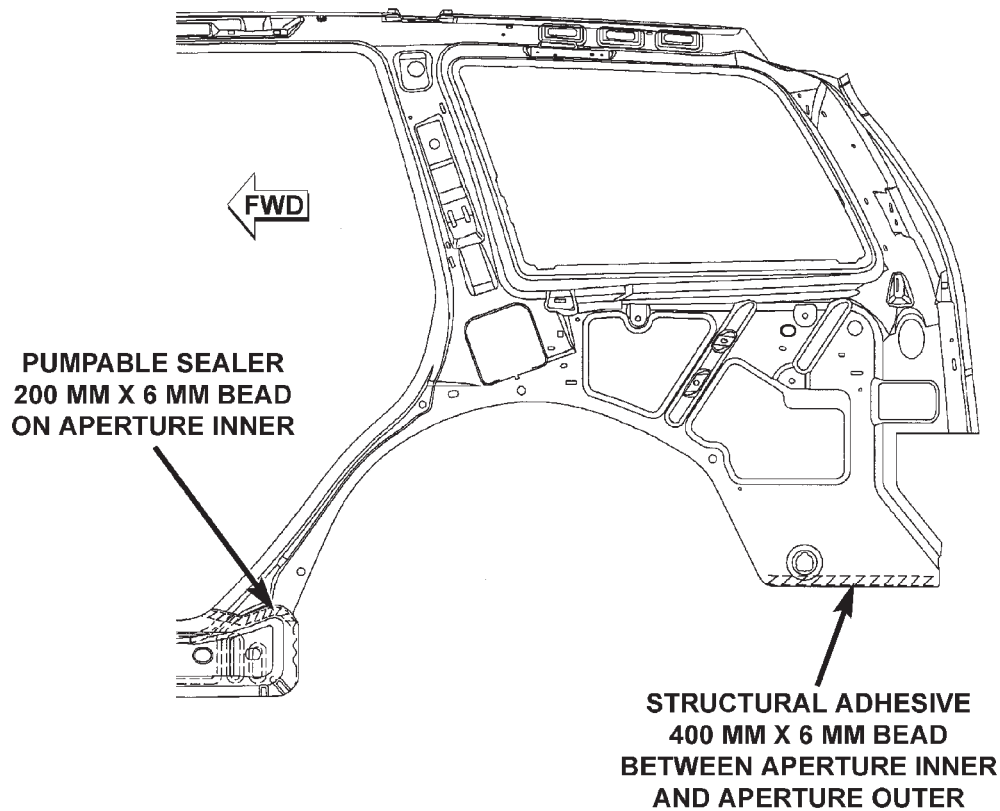 FWD
PUMPABLE SEALER
200 MM X 6 MM BEAD
ON APERTURE INNER
STRUCTURAL ADHESIVE
400 MM X 6 MM BEAD
BETWEEN APERTURE INNER
AND APERTURE OUTER